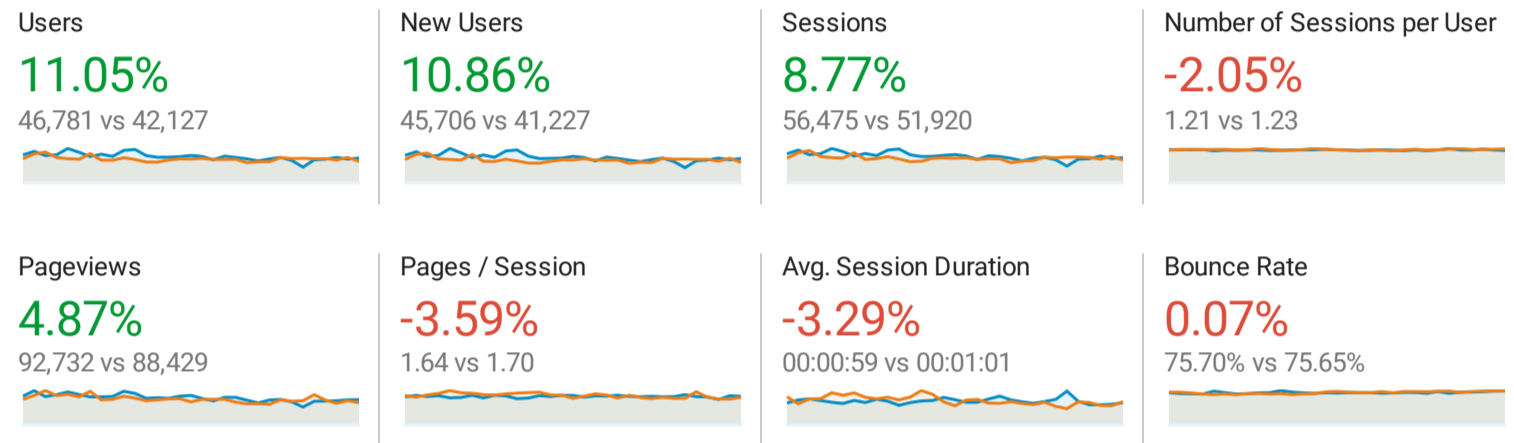 Users
11.05%
46,781 vs 42,127
New Users
10.86%
45,706 vs 41,227
Sessions
8.77%
56,475 vs 51,920
Number of Sessions per User
-2.05%
1.21 vs 1.23
Pageviews
4.87%
92,732 vs 88,429
Pages / Session
-3.59%
1.64 vs 1.70
Avg. Session Duration
-3.29%
00:00:59 vs 00:01:01
Bounce Rate
0.07%
75.70% vs 75.65%